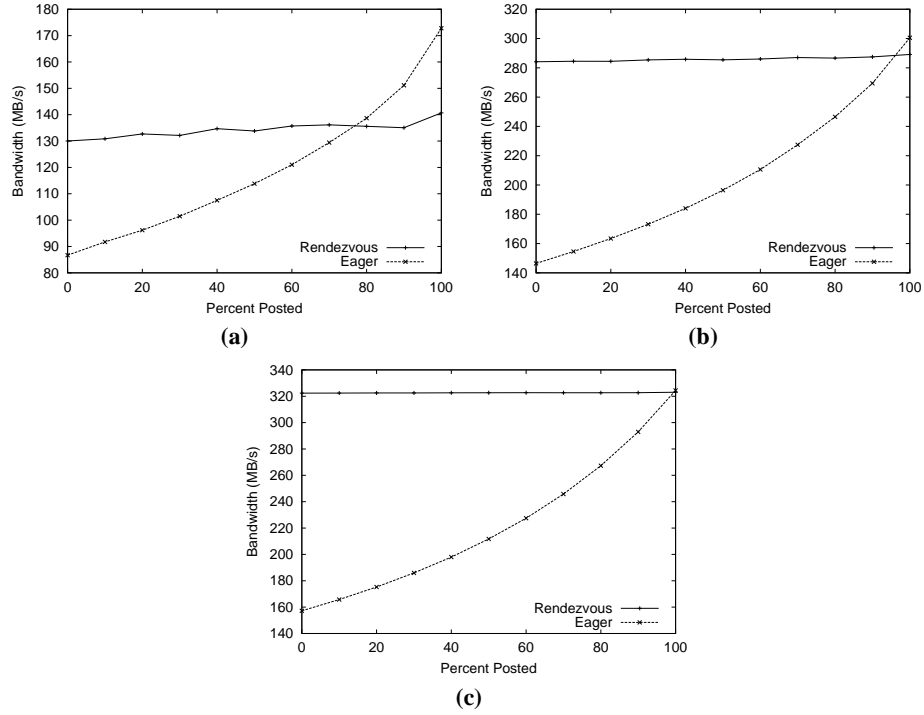 180
170
160
150
140
130
120
110
100
90
80
Bandwidth (MB/s)
Rendezvous
Eager
0 20 40 60 80 100
Percent Posted
(a)
320
300
280
260
240
220
200
180
160
140
Bandwidth (MB/s)
Rendezvous
Eager
0 20 40 60 80 100
Percent Posted
(b)
340
320
300
280
260
240
220
200
180
160
140
Bandwidth (MB/s)
Rendezvous
Eager
0 20 40 60 80 100
Percent Posted
(c)